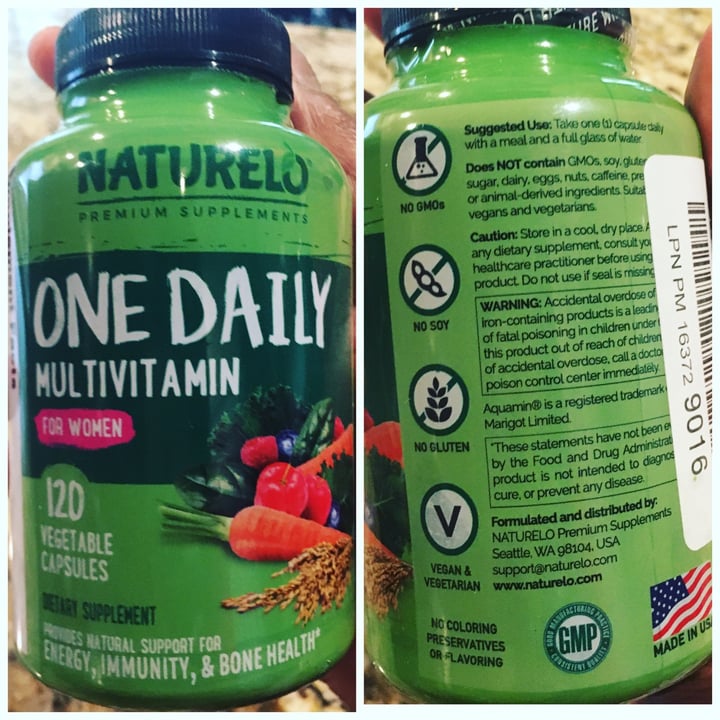 NATURELO
PREMIUM SUPPLEMENTS
ONE DAILY
MULTIVITAMIN
FOR WOMEN
120
VEGETABLE
CAPSULES
DIETARY SUPPLEMENT
PROVIDES NATURAL SUPPORT FOR
ENERGY, IMMUNITY, & BONE HEALTH*
Suggested Use: Take one (1) capsule daily
with a meal and a full glass of water.
Does NOT contain GMOs, soy,
sugar, dairy, eggs, nuts, caffeine,
or animal-derived ingredients.
vegans and vegetarians.
Caution: Store in a cool, dry place.
any dietary supplement, consult
healthcare practitioner before using
product. Do not use if seal is missing
WARNING: Accidental overdose of
iron-containing products is a
of fatal poisoning in children under
this product out of reach of children
of accidental overdose, call a
poison control center immediately.
Aquamin® is a registered trademark
Marigot Limited.
*These statements have not been
by the Food and Drug
product is not intended to
cure, or prevent any disease.
Formulated and distributed by:
NATURELO Premium Supplements
Seattle, WA 98104, USA
support@naturelo.com
www.naturelo.com
NO GMOs
NO SOY
NO GLUTEN
V
VEGAN &
VEGETARIAN
NO COLORING
PRESERVATIVES
OR FLAVORING
GOOD MANUFACTURING PRACTICE
GMP
CONSISTENT QUALITY
MADE IN USA
LPN PM 16372 9016